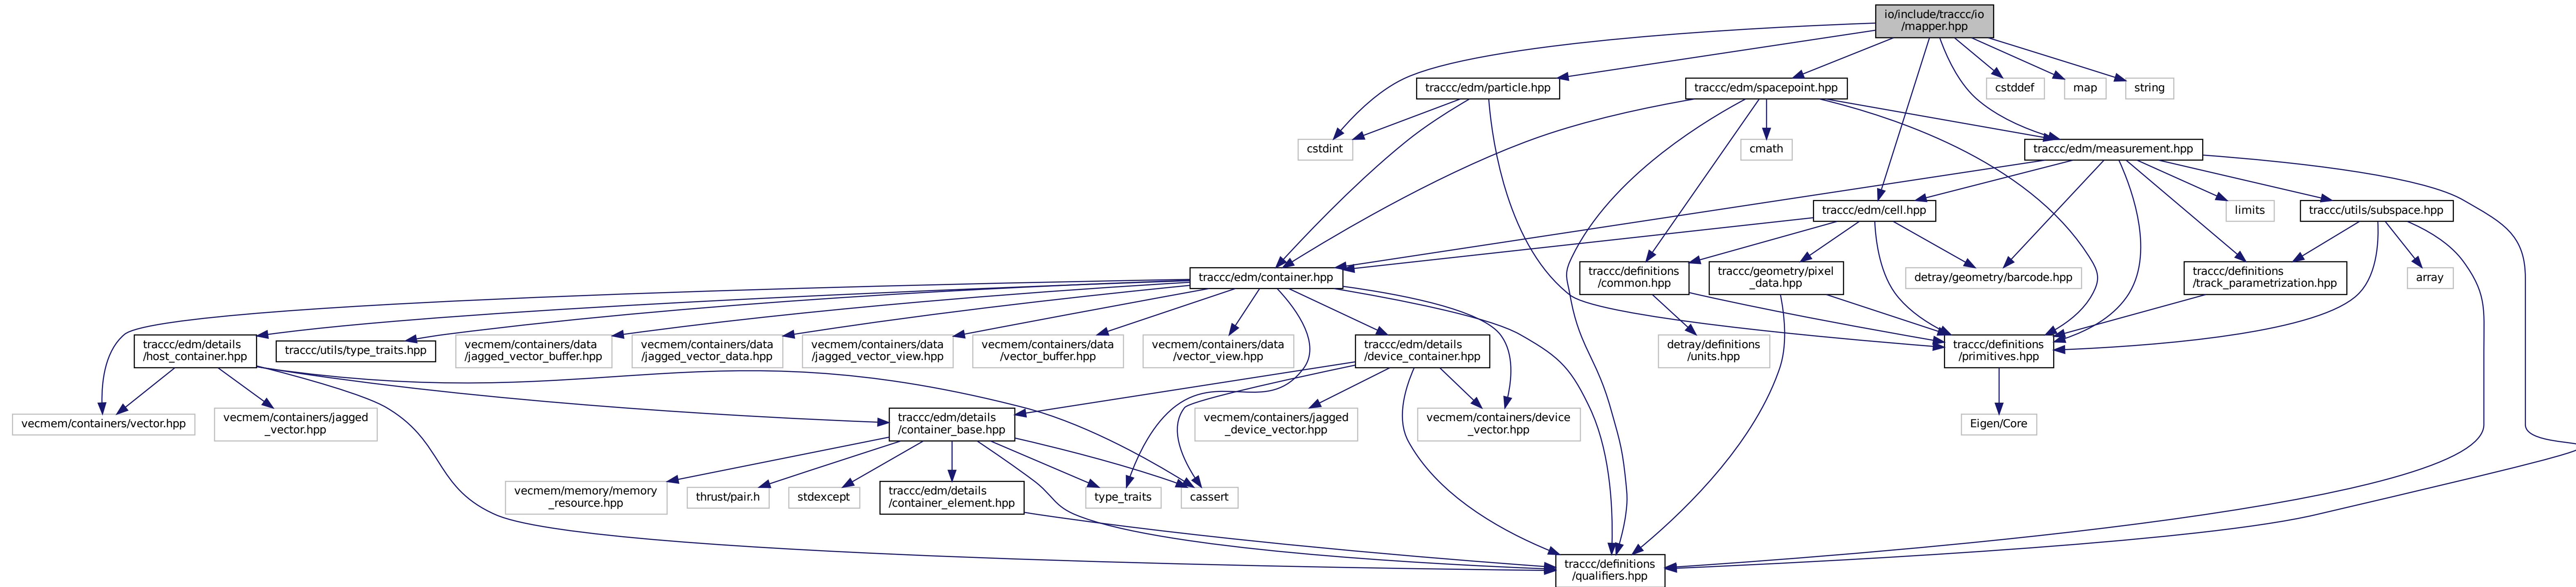 io/include/traccc/io
/mapper.hpp
traccc/edm/particle.hpp
traccc/edm/spacepoint.hpp
cstddef
map
string
cstdint
cmath
traccc/edm/measurement.hpp
traccc/edm/cell.hpp
limits
traccc/utils/subspace.hpp
traccc/edm/container.hpp
traccc/definitions
/common.hpp
traccc/geometry/pixel
_data.hpp
detray/geometry/barcode.hpp
traccc/definitions
/track_parametrization.hpp
array
traccc/edm/details
/host_container.hpp
traccc/utils/type_traits.hpp
vecmem/containers/data
/jagged_vector_buffer.hpp
vecmem/containers/data
/jagged_vector_data.hpp
vecmem/containers/data
/jagged_vector_view.hpp
vecmem/containers/data
/vector_buffer.hpp
vecmem/containers/data
/vector_view.hpp
traccc/edm/details
/device_container.hpp
detray/definitions
/units.hpp
traccc/definitions
/primitives.hpp
vecmem/containers/vector.hpp
vecmem/containers/jagged
_vector.hpp
traccc/edm/details
/container_base.hpp
vecmem/containers/jagged
_device_vector.hpp
vecmem/containers/device
_vector.hpp
Eigen/Core
vecmem/memory/memory
_resource.hpp
thrust/pair.h
stdexcept
traccc/edm/details
/container_element.hpp
type_traits
cassert
traccc/definitions
/qualifiers.hpp